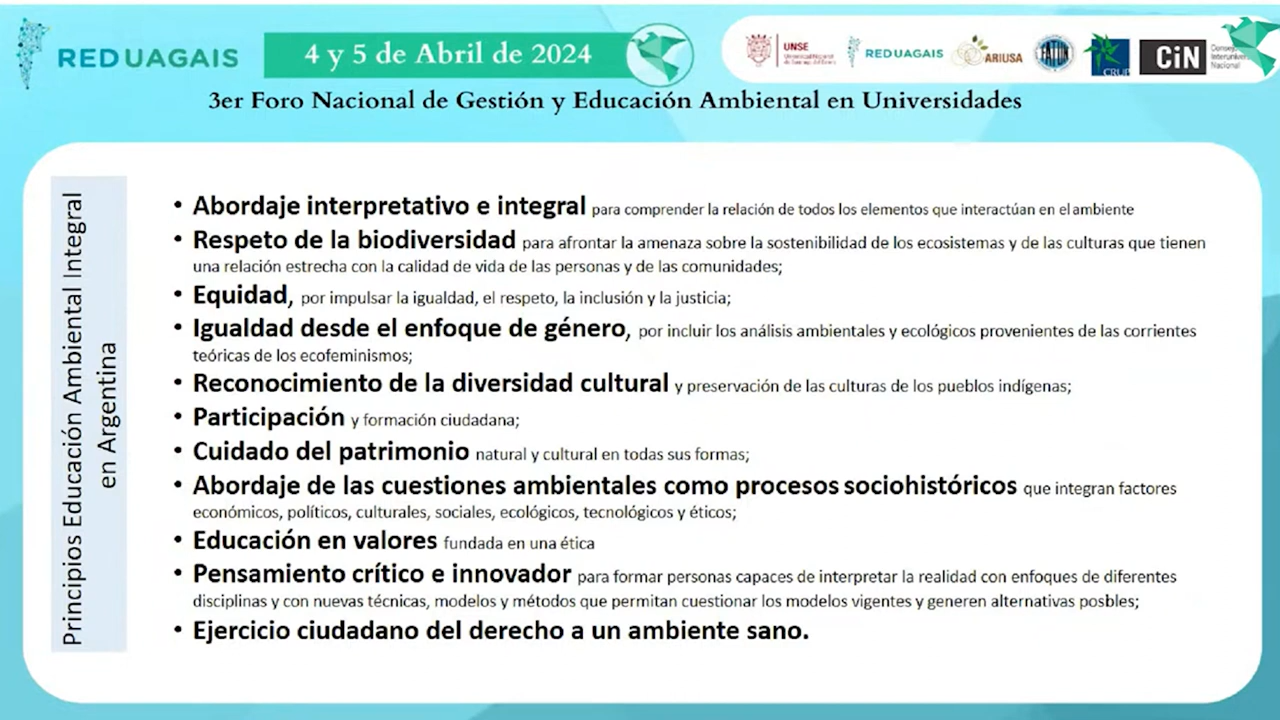 RED UAGAIS
4 y 5 de Abril de 2024
UNSE
RED UAGAIS
ARIUSA
FATUN
CRUP
CiN
Interuniversitario
Nacional
3er Foro Nacional de Gestión y Educación Ambiental en Universidades
Principios Educación Ambiental Integral
en Argentina
• Abordaje interpretativo e integral para comprender la relación de todos los elementos que interactúan en el ambiente
• Respeto de la biodiversidad para afrontar la amenaza sobre la sostenibilidad de los ecosistemas y de las culturas que tienen
una relación estrecha con la calidad de vida de las personas y de las comunidades;
• Equidad, por impulsar la igualdad, el respeto, la inclusión y la justicia;
• Igualdad desde el enfoque de género, por incluir los análisis ambientales y ecológicos provenientes de las corrientes
teóricas de los ecofeminismos;
• Reconocimiento de la diversidad cultural y preservación de las culturas de los pueblos indígenas;
• Participación y formación ciudadana;
• Cuidado del patrimonio natural y cultural en todas sus formas;
• Abordaje de las cuestiones ambientales como procesos sociohistóricos que integran factores
económicos, políticos, culturales, sociales, ecológicos, tecnológicos y éticos;
• Educación en valores fundada en una ética
• Pensamiento crítico e innovador para formar personas capaces de interpretar la realidad con enfoques de diferentes
disciplinas y con nuevas técnicas, modelos y métodos que permitan cuestionar los modelos vigentes y generen alternativas posbles;
• Ejercicio ciudadano del derecho a un ambiente sano.